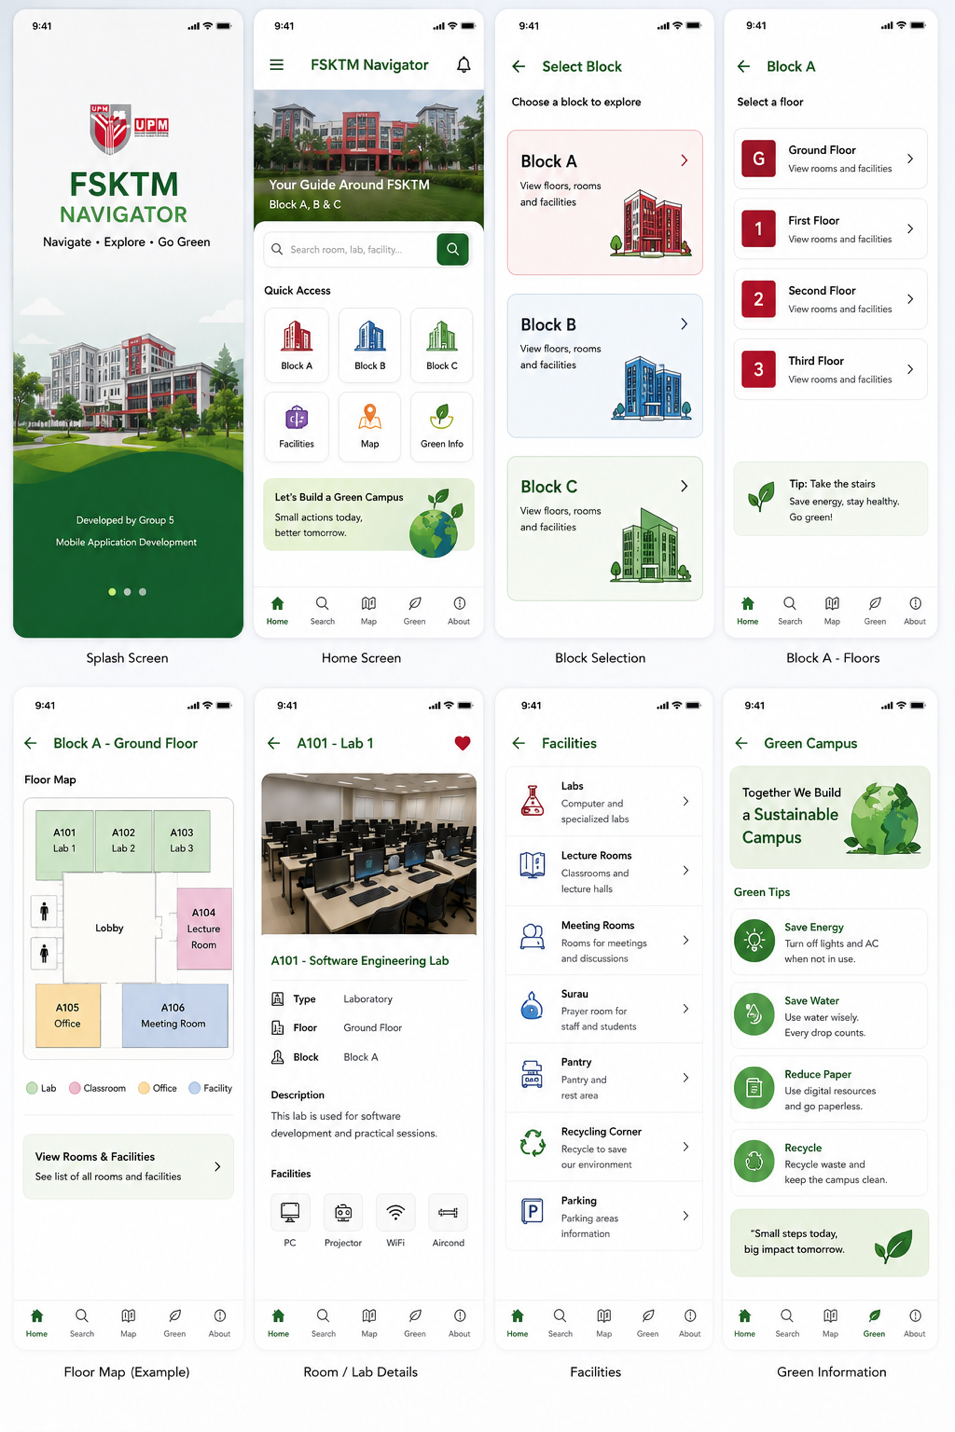 9:41
UPM
UPM
FSKTM
NAVIGATOR
Navigate • Explore • Go Green
Developed by Group 5
Mobile Application Development
Splash Screen
9:41
FSKTM Navigator
Your Guide Around FSKTM
Block A, B & C
Search room, lab, facility...
Quick Access
Block A
Block B
Block C
Facilities
Map
Green Info
Let's Build a Green Campus
Small actions today,
better tomorrow.
Home
Search
Map
Green
About
Home Screen
9:41
Select Block
Choose a block to explore
Block A
View floors, rooms
and facilities
Block B
View floors, rooms
and facilities
Block C
View floors, rooms
and facilities
Block Selection
9:41
Block A
Select a floor
G
Ground Floor
View rooms and facilities
1
First Floor
View rooms and facilities
2
Second Floor
View rooms and facilities
3
Third Floor
View rooms and facilities
Tip: Take the stairs
Save energy, stay healthy.
Go green!
Home
Search
Map
Green
About
Block A - Floors
9:41
Block A - Ground Floor
Floor Map
A101
Lab 1
A102
Lab 2
A103
Lab 3
Lobby
A104
Lecture
Room
A105
Office
A106
Meeting Room
Lab
Classroom
Office
Facility
View Rooms & Facilities
See list of all rooms and facilities
Home
Search
Map
Green
About
Floor Map (Example)
9:41
A101 - Lab 1
A101 - Software Engineering Lab
Type Laboratory
Floor Ground Floor
Block Block A
Description
This lab is used for software
development and practical sessions.
Facilities
PC
Projector
WiFi
Aircond
Home
Search
Map
Green
About
Room / Lab Details
9:41
Facilities
Labs
Computer and
specialized labs
Lecture Rooms
Classrooms and
lecture halls
Meeting Rooms
Rooms for meetings
and discussions
Surau
Prayer room for
staff and students
Pantry
Pantry and
rest area
Recycling Corner
Recycle to save
our environment
P
Parking
Parking areas
information
Home
Search
Map
Green
About
Facilities
9:41
Green Campus
Together We Build
a Sustainable
Campus
Green Tips
Save Energy
Turn off lights and AC
when not in use.
Save Water
Use water wisely.
Every drop counts.
Reduce Paper
Use digital resources
and go paperless.
Recycle
Recycle waste and
keep the campus clean.
"Small steps today,
big impact tomorrow.
Home
Search
Map
Green
About
Green Information